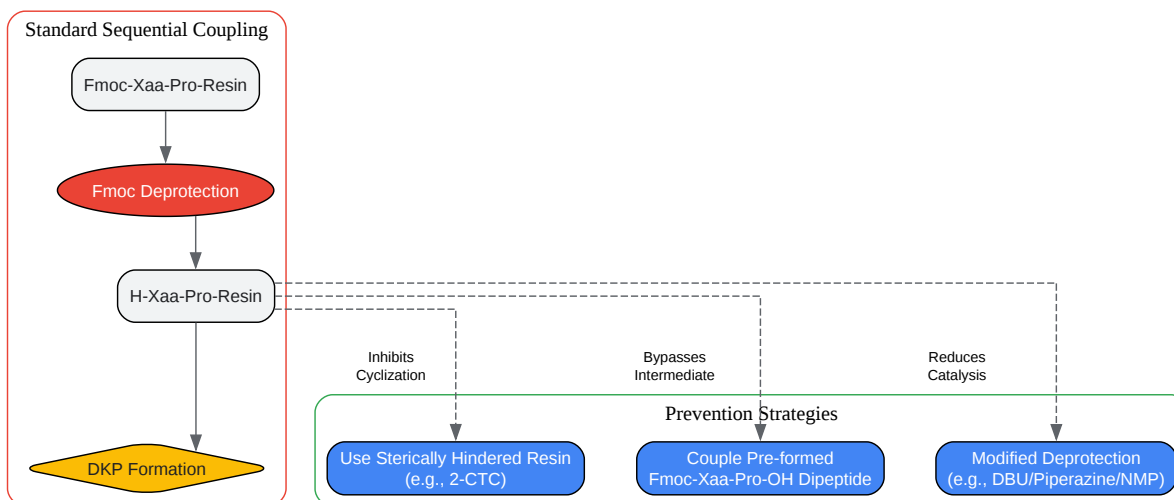 Standard Sequential Coupling
Fmoc-Xaa-Pro-Resin
Fmoc Deprotection
H-Xaa-Pro-Resin
DKP Formation
Inhibits
Cyclization
Bypasses
Intermediate
Reduces
Catalysis
Prevention Strategies
Use Sterically Hindered Resin
(e.g., 2-CTC)
Couple Pre-formed
Fmoc-Xaa-Pro-OH Dipeptide
Modified Deprotection
(e.g., DBU/Piperazine/NMP)